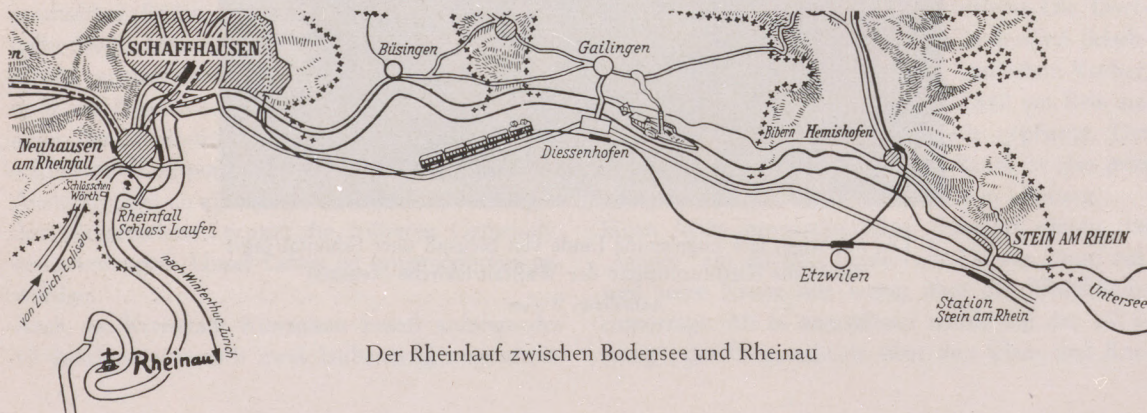 SCHAFFHAUSEN
Büsingen
Gailingen
Neuhausen
am Rheinfall
Schlösschen
Wörth
Rheinfall
Schloss Laufen
Diessenhofen
Bibern
Hemishofen
STEIN AM RHEIN
Etzwilen
Station
Stein am Rhein
Untersee
von Zürich-Eglisau
nach Winterthur-Zürich
Rheinau
Der Rheinlauf zwischen Bodensee und Rheinau